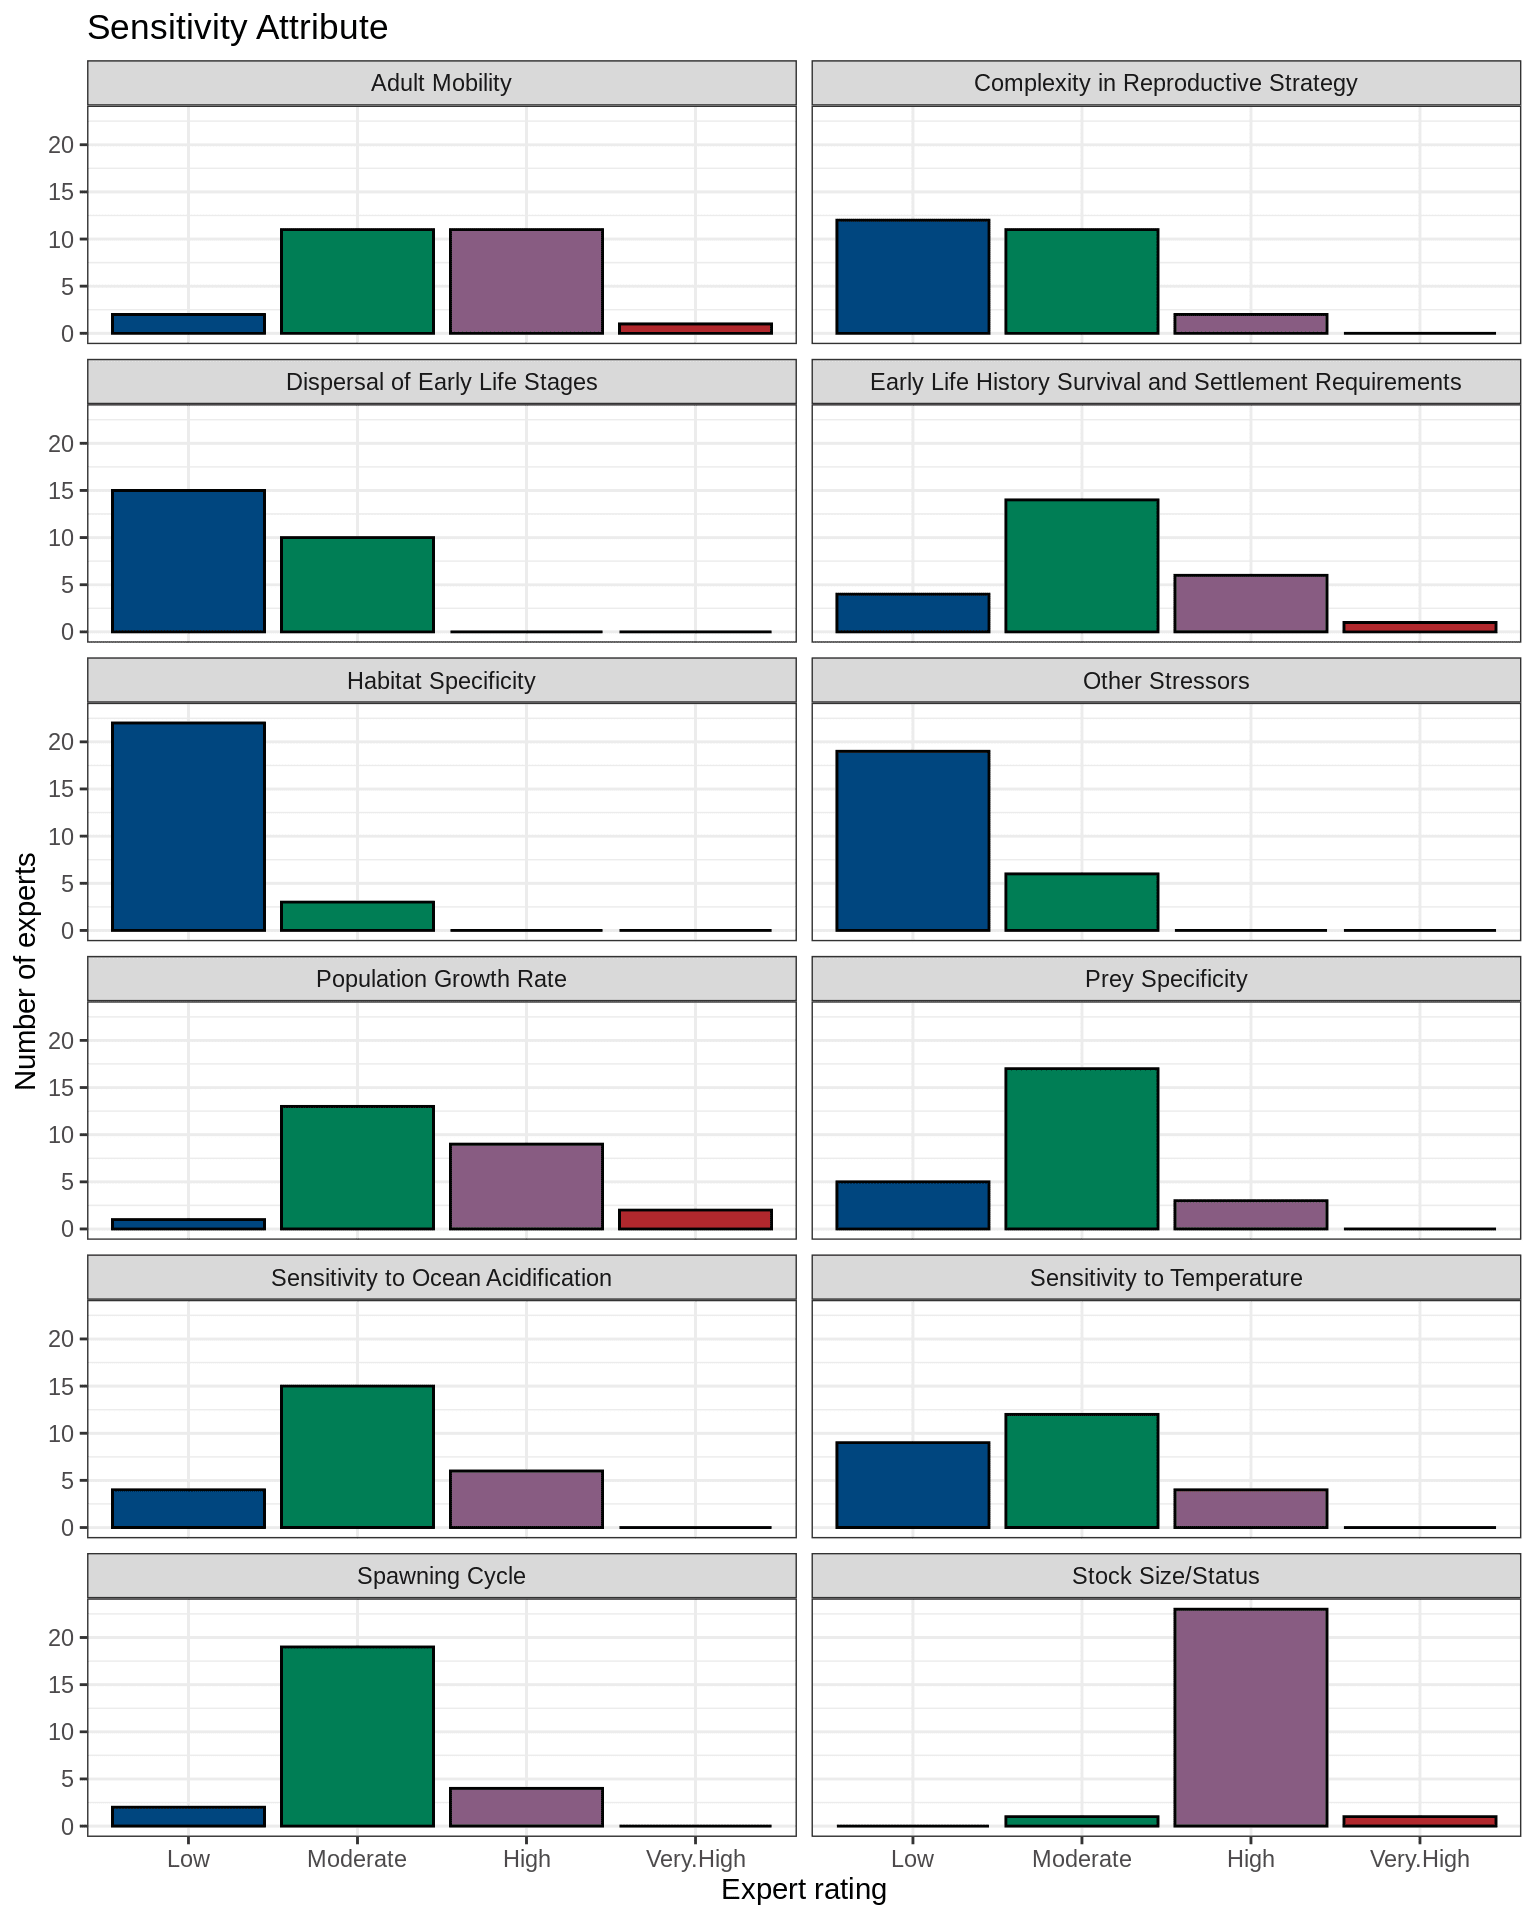 Sensitivity Attribute
Adult Mobility
Complexity in Reproductive Strategy
20
15
10
5
0
Dispersal of Early Life Stages
Early Life History Survival and Settlement Requirements
20
15
10
5
0
Habitat Specificity
Other Stressors
20
15
10
5
0
Number of experts
Population Growth Rate
Prey Specificity
20
15
10
5
0
Sensitivity to Ocean Acidification
Sensitivity to Temperature
20
15
10
5
0
Spawning Cycle
Stock Size/Status
20
15
10
5
0
Low Moderate High Very.High
Low Moderate High Very.High
Expert rating